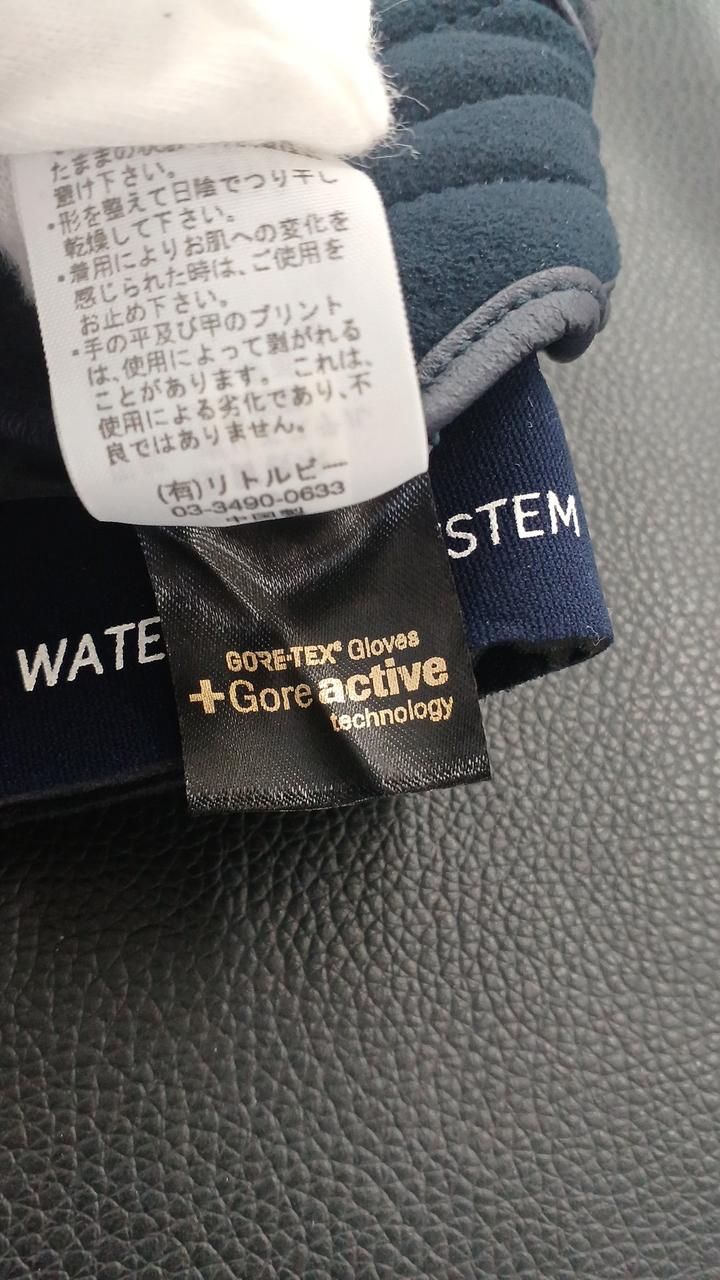 たままの状
避け下さい。
・形を整えて日陰でつり干し
乾燥して下さい。
・着用によりお肌への変化を
感じられた時は、ご使用を
お止め下さい。
・手の平及び甲のプリント
は、使用によって剥がれる
ことがあります。これは、
使用による劣化であり、不
良ではありません。
(有)リトルビー
03-3490-0633
中国製
STEM
WATE
GORE-TEX® Gloves
+Gore active
technology